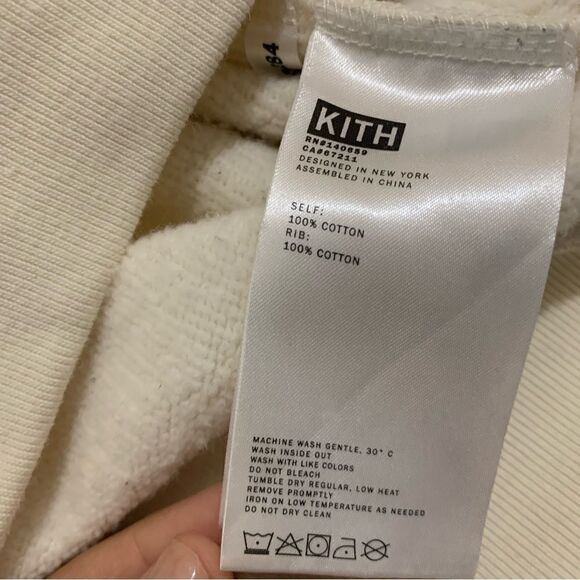 84
KITH
RN#140659
CA#67211
DESIGNED IN NEW YORK
ASSEMBLED IN CHINA
SELF:
100% COTTON
RIB:
100% COTTON
MACHINE WASH GENTLE, 30° C
WASH INSIDE OUT
WASH WITH LIKE COLORS
DO NOT BLEACH
TUMBLE DRY REGULAR, LOW HEAT
REMOVE PROMPTLY
IRON ON LOW TEMPERATURE AS NEEDED
DO NOT DRY CLEAN